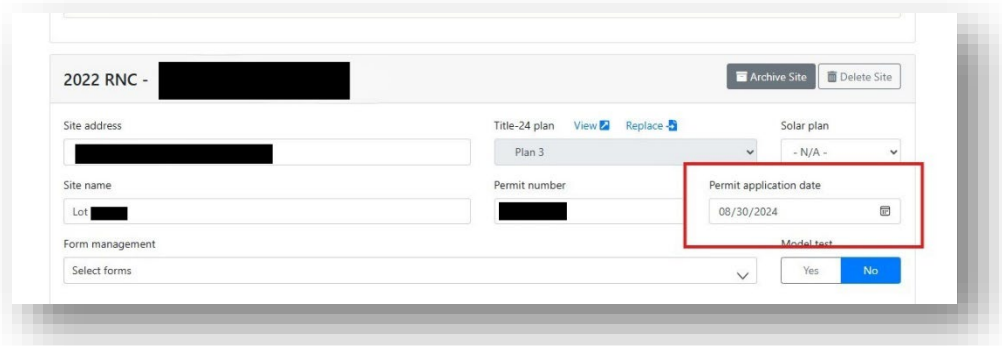 2022 RNC -
Archive Site
Delete Site
Site address
Title-24 plan View Replace
Solar plan
Plan 3
- N/A -
Site name
Permit number
Permit application date
Lot
08/30/2024
Form management
Model test
Select forms
Yes No